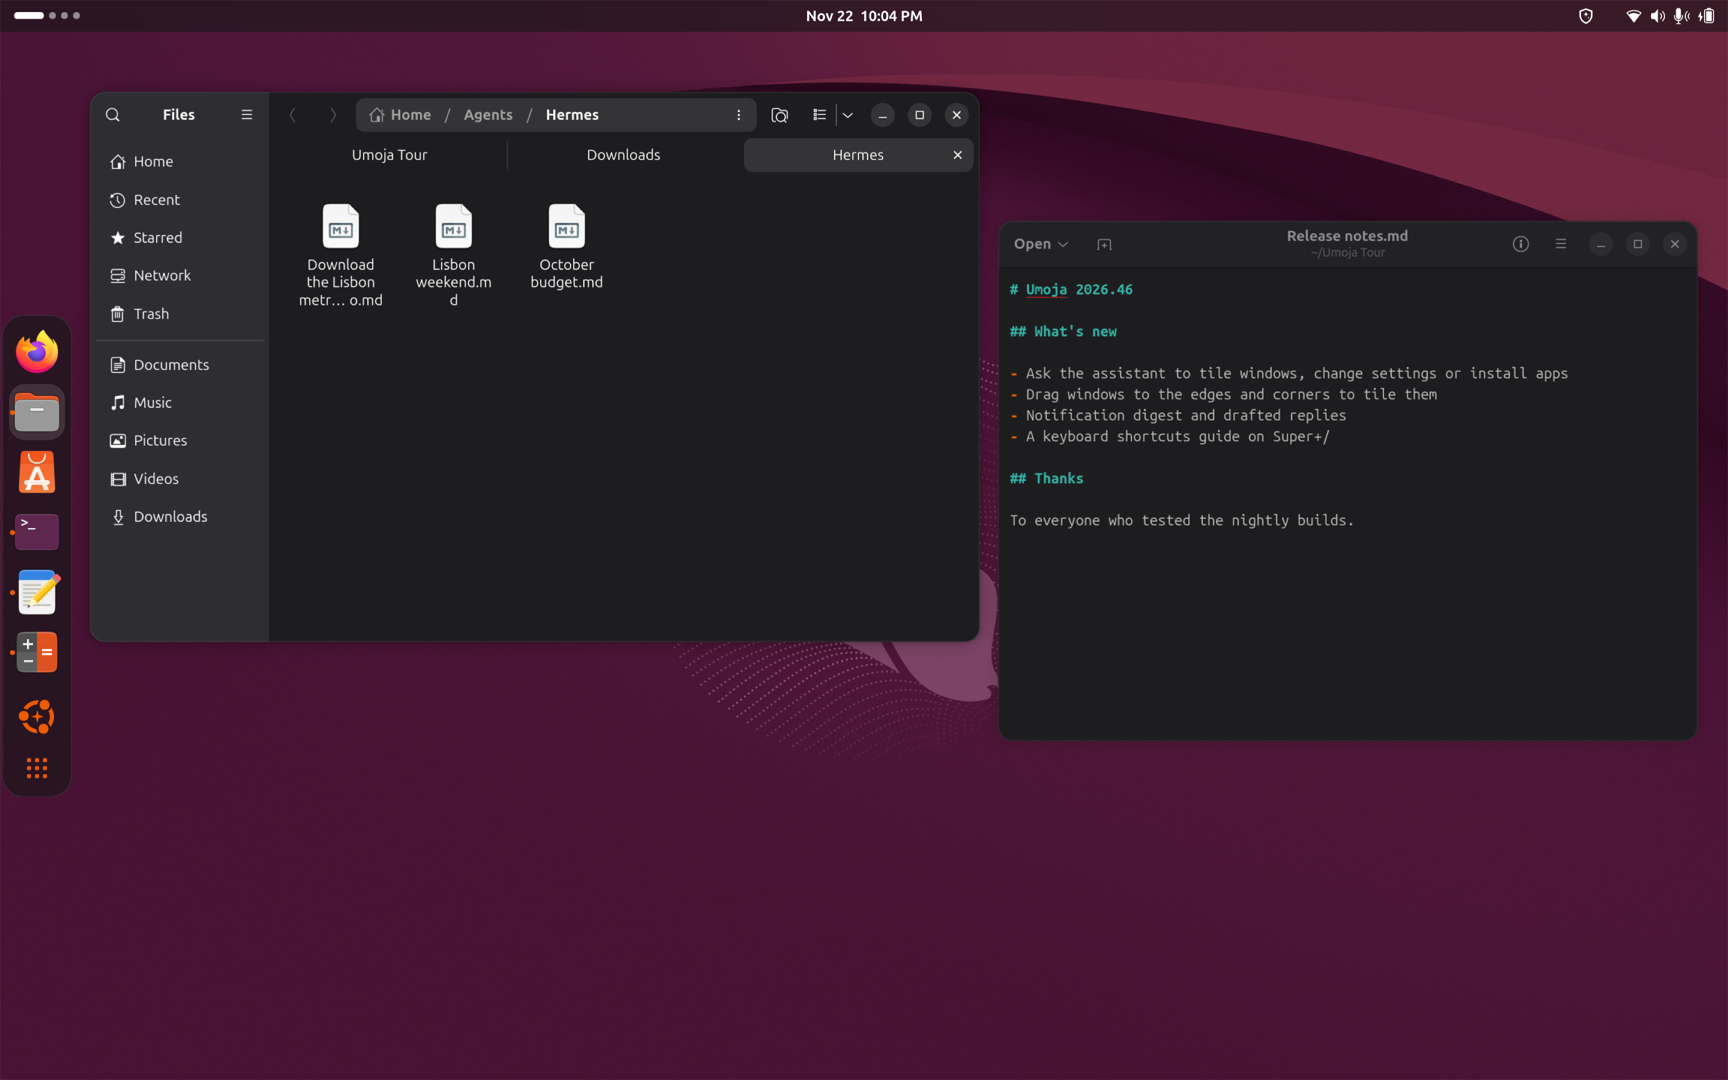 Nov 22 10:04 PM
Files
Home / Agents / Hermes
Umoja Tour
Downloads
Hermes
Home
Recent
Starred
Network
Trash
Documents
Music
Pictures
Videos
Downloads
Download
the Lisbon
metr… o.md
Lisbon
weekend.m
d
October
budget.md
Open
Release notes.md
~/Umoja Tour
# Umoja 2026.46
## What's new
- Ask the assistant to tile windows, change settings or install apps
- Drag windows to the edges and corners to tile them
- Notification digest and drafted replies
- A keyboard shortcuts guide on Super+/
## Thanks
To everyone who tested the nightly builds.